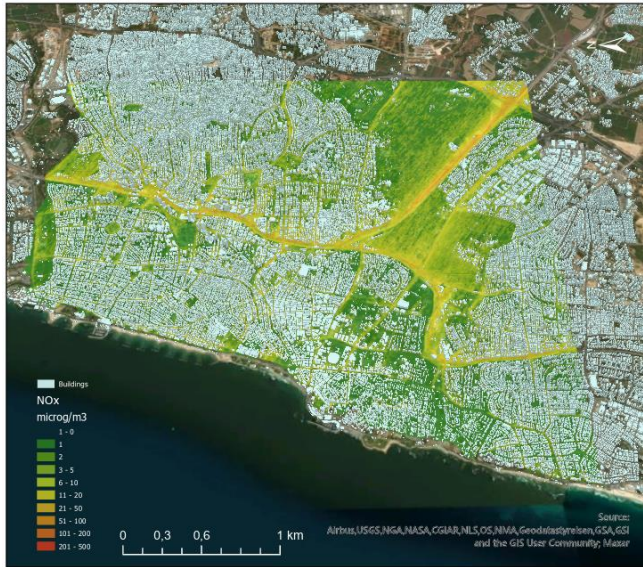 N
Buildings
NOx
microg/m3
1 - 0
1
2
3 - 5
6 - 10
11 - 20
21 - 50
51 - 100
101 - 200
201 - 500
0 0,3 0,6 1 km
Source:
Airbus,USGS,NGA,NASA,CGIAR,NLS,OS,NMA,Geodatastyrelsen,GSA,GSI
and the GIS User Community; Maxar